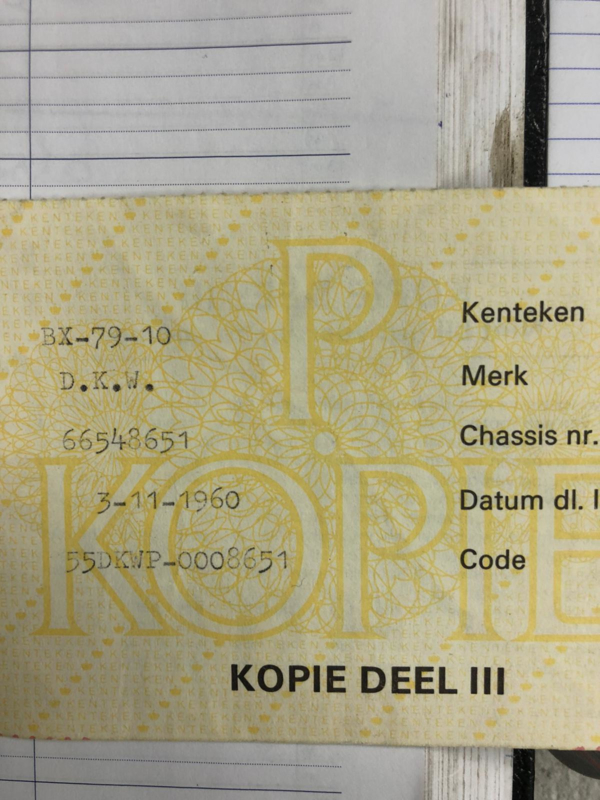 P
BX-79-10 Kenteken
D.K.W. Merk
66548651 Chassis nr.
3-11-1960 Datum dl. I
55DKWP-0008651 Code
KOPIE
KOPIE DEEL III